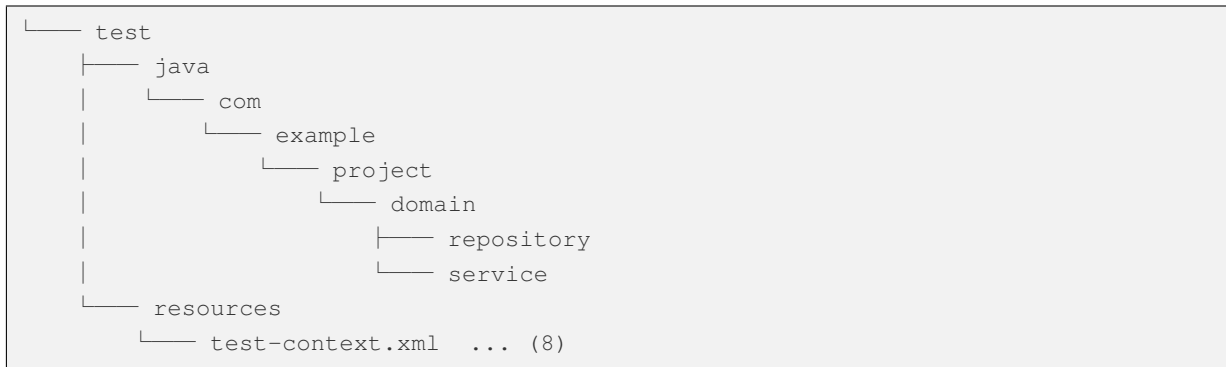 └── test
    ├── java
    │   └── com
    │       └── example
    │           └── project
    │               └── domain
    │                   ├── repository
    │                   └── service
    └── resources
        └── test-context.xml  ... (8)